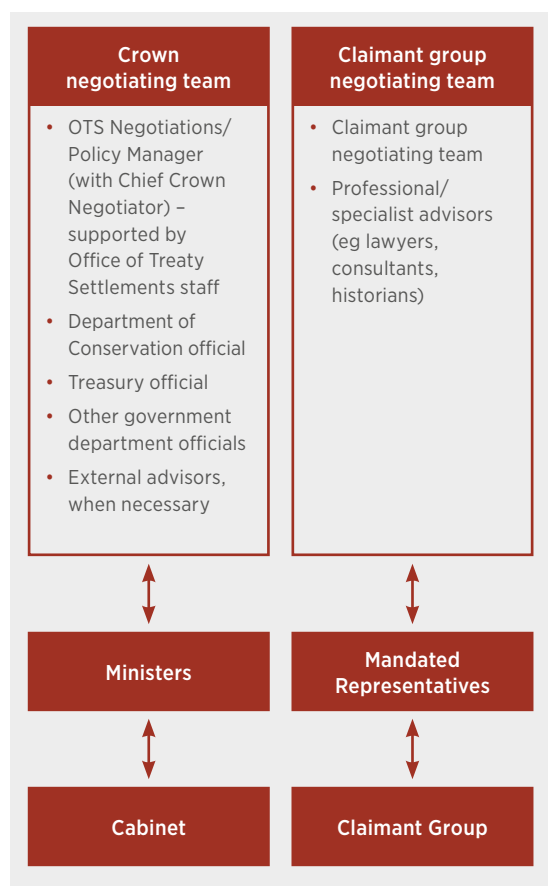 Crown
negotiating team
• OTS Negotiations/
Policy Manager
(with Chief Crown
Negotiator) –
supported by
Office of Treaty
Settlements staff
• Department of
Conservation official
• Treasury official
• Other government
department officials
• External advisors,
when necessary
Claimant group
negotiating team
• Claimant group
negotiating team
• Professional/
specialist advisors
(eg lawyers,
consultants,
historians)
Ministers
Mandated
Representatives
Cabinet
Claimant Group